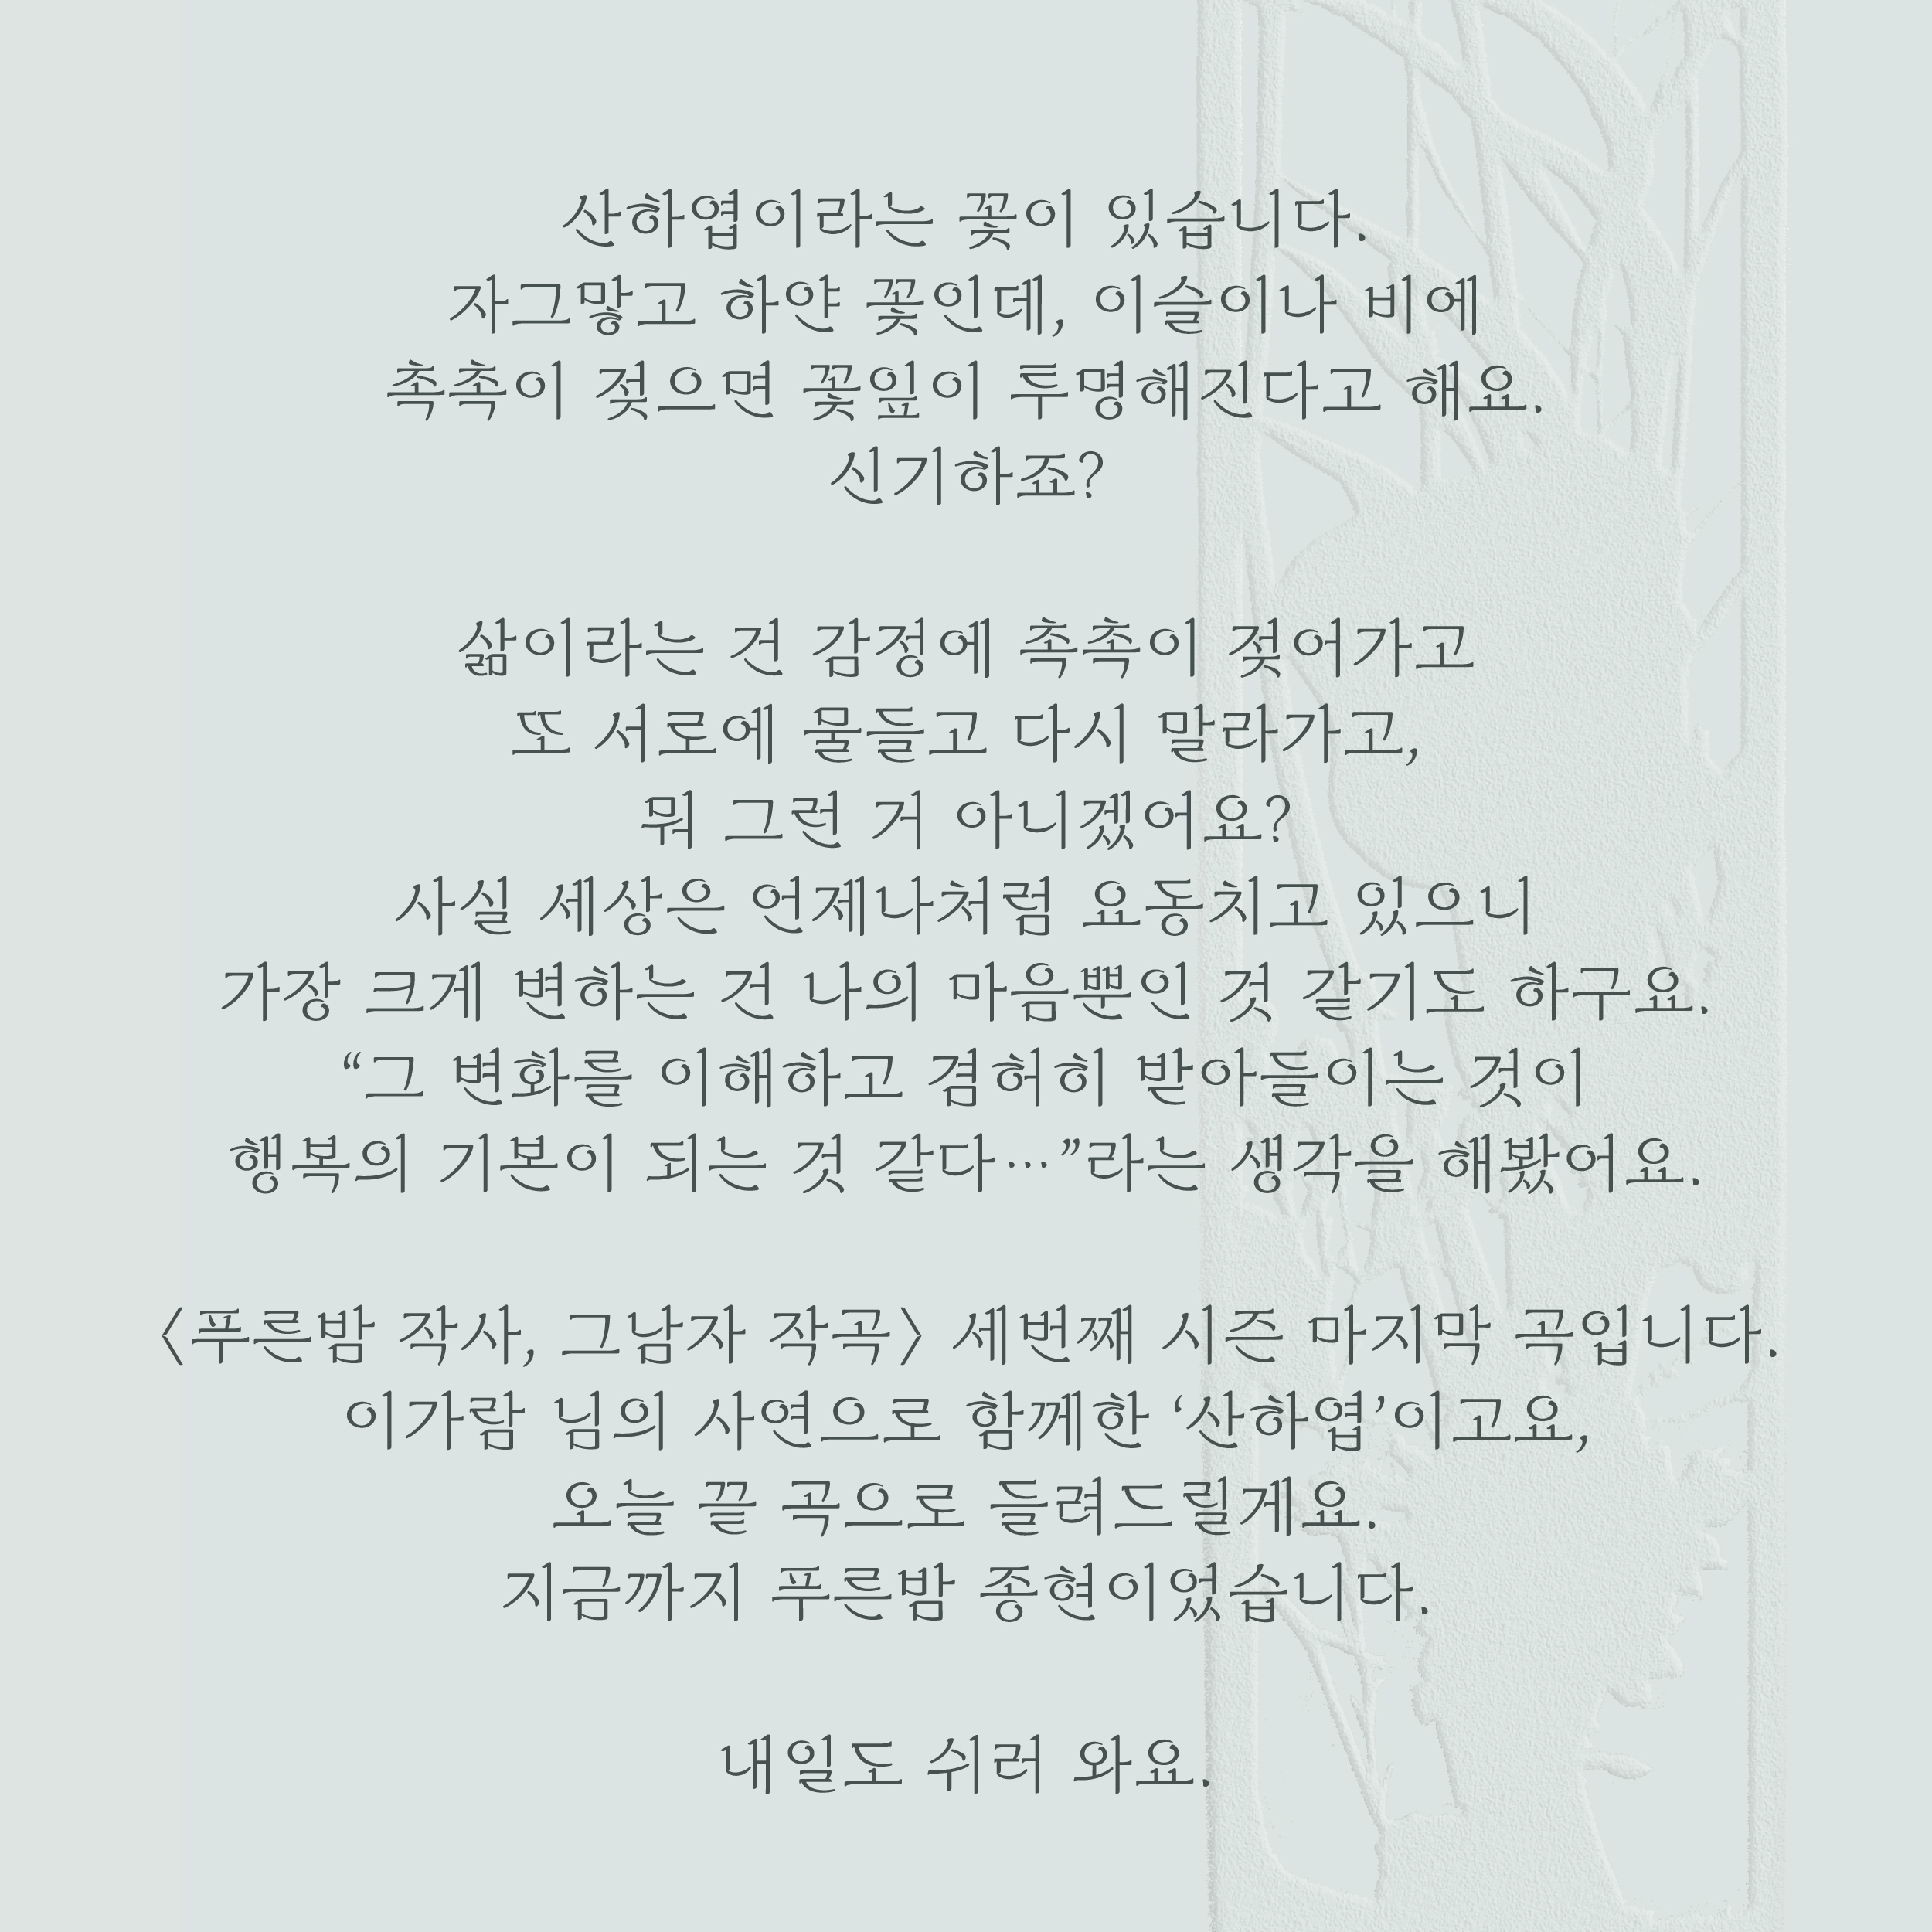 산하엽이라는 꽃이 있습니다.
자그맣고 하얀 꽃인데, 이슬이나 비에
촉촉이 젖으면 꽃잎이 투명해진다고 해요.
신기하죠?
삶이라는 건 감정에 촉촉이 젖어가고
또 서로에 물들고 다시 말라가고,
뭐 그런 거 아니겠어요?
사실 세상은 언제나처럼 요동치고 있으니
가장 크게 변하는 건 나의 마음뿐인 것 같기도 하구요.
“그 변화를 이해하고 겸허히 받아들이는 것이
행복의 기본이 되는 것 같다…”라는 생각을 해봤어요.
〈푸른밤 작사, 그남자 작곡〉 세번째 시즌 마지막 곡입니다.
이가람 님의 사연으로 함께한 ‘산하엽’이고요,
오늘 끝 곡으로 들려드릴게요.
지금까지 푸른밤 종현이었습니다.
내일도 쉬러 와요.